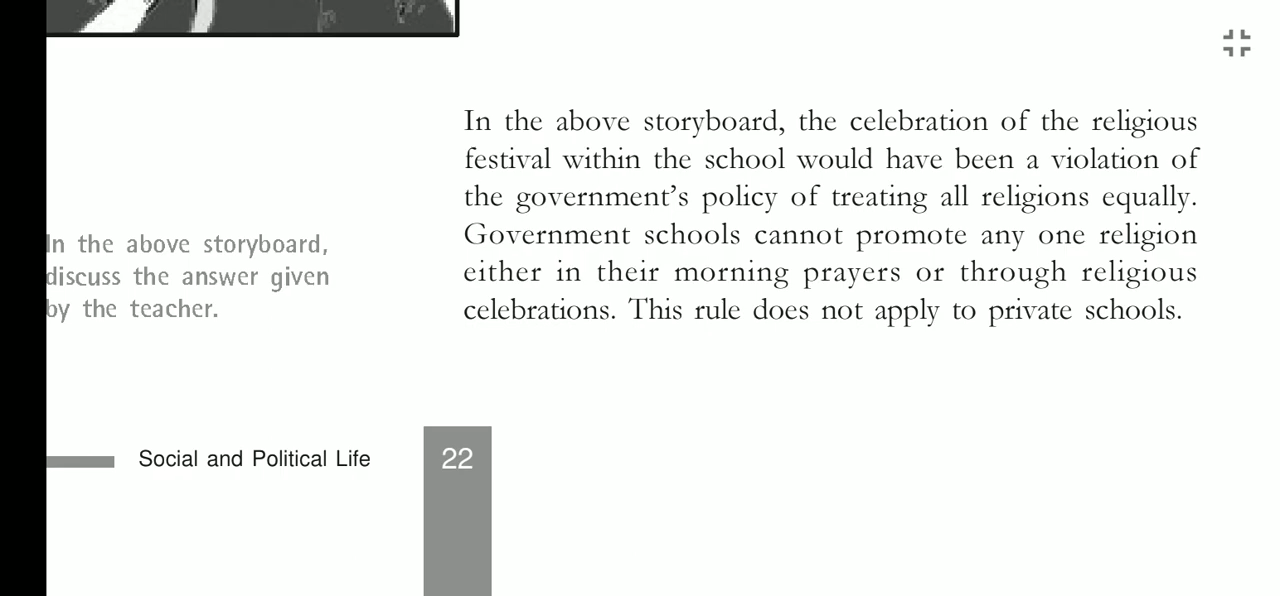 In the above storyboard, the celebration of the religious
festival within the school would have been a violation of
the government's policy of treating all religions equally.
Government schools cannot promote any one religion
either in their morning prayers or through religious
celebrations. This rule does not apply to private schools.
In the above storyboard,
discuss the answer given
by the teacher.
Social and Political Life
22